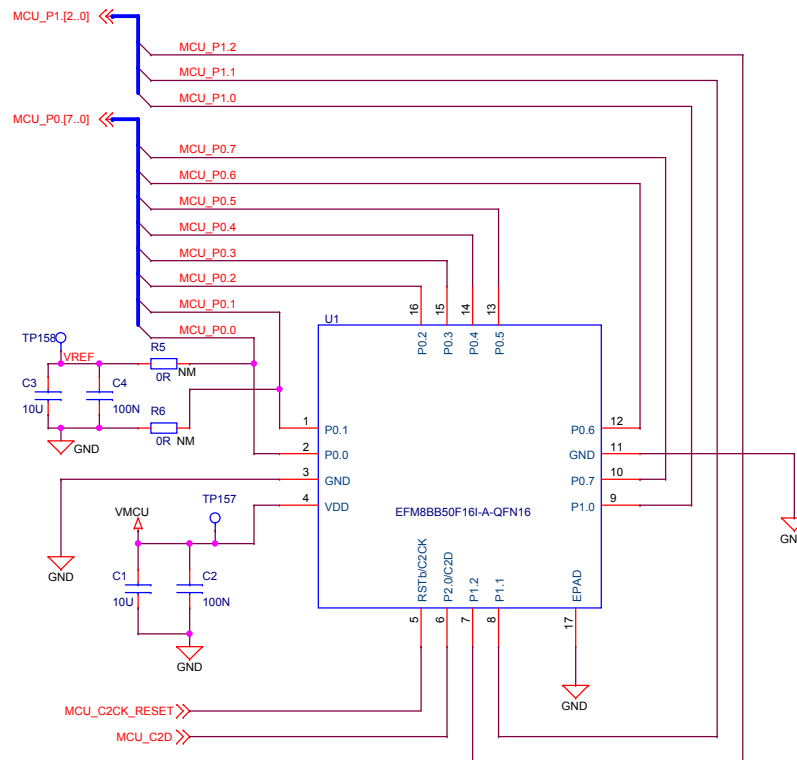 MCU_P1.[2..0]
MCU_P1.2
MCU_P1.1
MCU_P1.0
MCU_P0.[7..0]
MCU_P0.7
MCU_P0.6
MCU_P0.5
MCU_P0.4
MCU_P0.3
MCU_P0.2
MCU_P0.1
MCU_P0.0
TP158
VREF
R5
0R
NM
C3
10U
C4
100N
R6
0R
NM
GND
U1
16
15
14
13
P0.2
P0.3
P0.4
P0.5
1
P0.1
2
P0.0
3
GND
4
VDD
P0.6
12
GND
11
P0.7
10
P1.0
9
EFM8BB50F16I-A-QFN16
RSTb/C2CK
P2.0/C2D
P1.2
P1.1
EPAD
5
6
7
8
17
GND
VMCU
TP157
C1
10U
C2
100N
GND
GND
MCU_C2CK_RESET
MCU_C2D